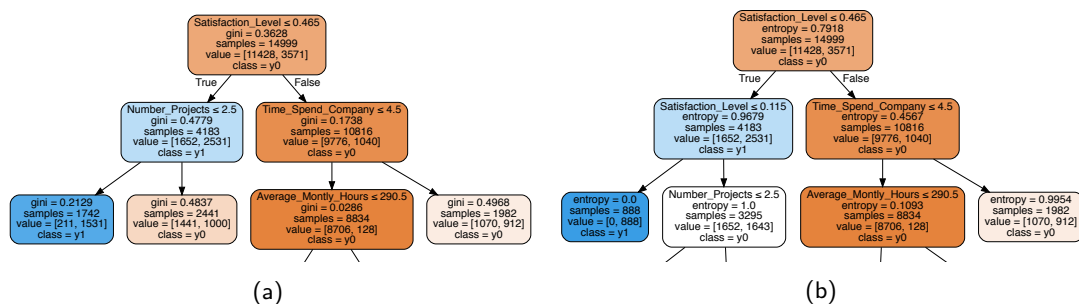 Satisfaction_Level ≤ 0.465
gini = 0.3628
samples = 14999
value = [11428, 3571]
class = y0
True
False
Number_Projects ≤ 2.5
gini = 0.4779
samples = 4183
value = [1652, 2531]
class = y1
Time_Spend_Company ≤ 4.5
gini = 0.1738
samples = 10816
value = [9776, 1040]
class = y0
gini = 0.2129
samples = 1742
value = [211, 1531]
class = y1
gini = 0.4837
samples = 2441
value = [1441, 1000]
class = y0
Average_Montly_Hours ≤ 290.5
gini = 0.0286
samples = 8834
value = [8706, 128]
class = y0
gini = 0.4968
samples = 1982
value = [1070, 912]
class = y0
(a)
Satisfaction_Level ≤ 0.465
entropy = 0.7918
samples = 14999
value = [11428, 3571]
class = y0
True
False
Satisfaction_Level ≤ 0.115
entropy = 0.9679
samples = 4183
value = [1652, 2531]
class = y1
Time_Spend_Company ≤ 4.5
entropy = 0.4567
samples = 10816
value = [9776, 1040]
class = y0
entropy = 0.0
samples = 888
value = [0, 888]
class = y1
Number_Projects ≤ 2.5
entropy = 1.0
samples = 3295
value = [1652, 1643]
class = y0
Average_Montly_Hours ≤ 290.5
entropy = 0.1093
samples = 8834
value = [8706, 128]
class = y0
entropy = 0.9954
samples = 1982
value = [1070, 912]
class = y0
(b)